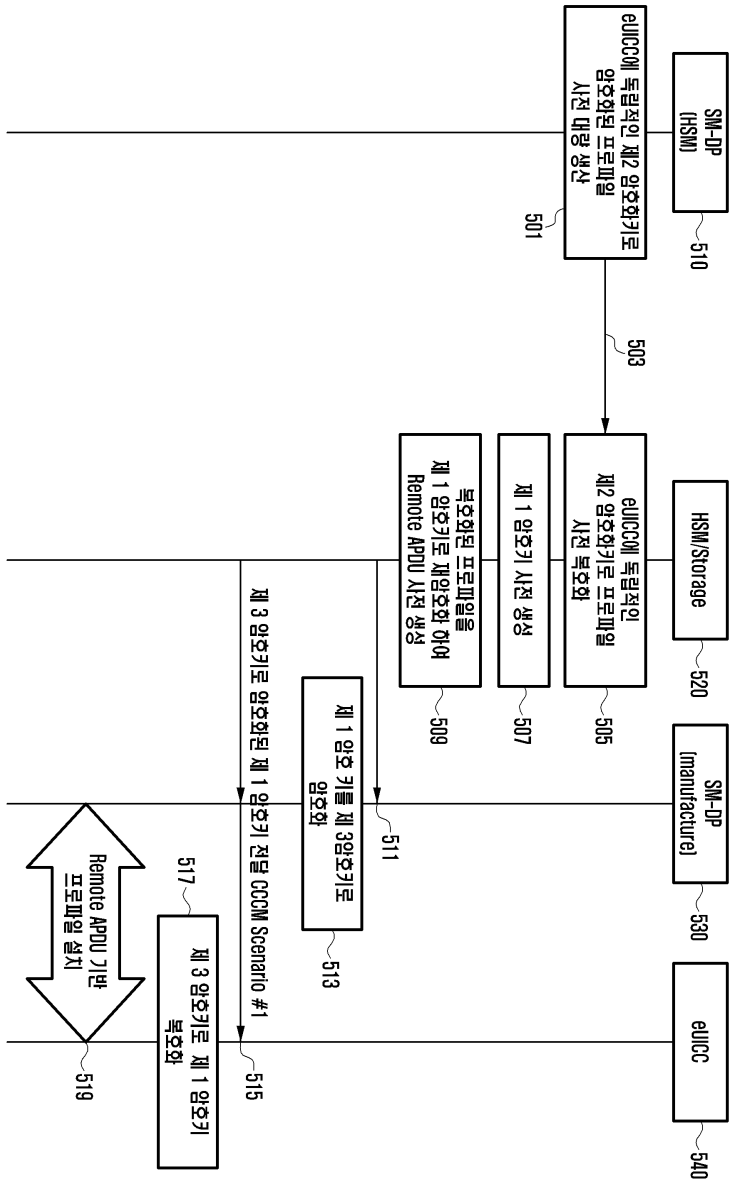 SM-DP
(HSM)
510
HSM/Storage
520
SM-DP
(manufacture)
530
eUICC
540
eUICC에 독립적인 제2 암호화키로
암호화된 프로파일
사전 대량 생산
501
503
eUICC에 독립적인
제2 암호화키로 프로파일
사전 복호화
505
제 1 암호키 사전 생성
507
복호화된 프로파일을
제 1 암호키로 재암호화 하여
Remote APDU 사전 생성
509
511
제 1 암호 키를 제 3암호키로
암호화
513
제 3 암호키로 암호화된 제 1 암호키 전달 CCCM Scenario #1
515
제 3 암호키로 제 1 암호키
복호화
517
Remote APDU 기반
프로파일 설치
519